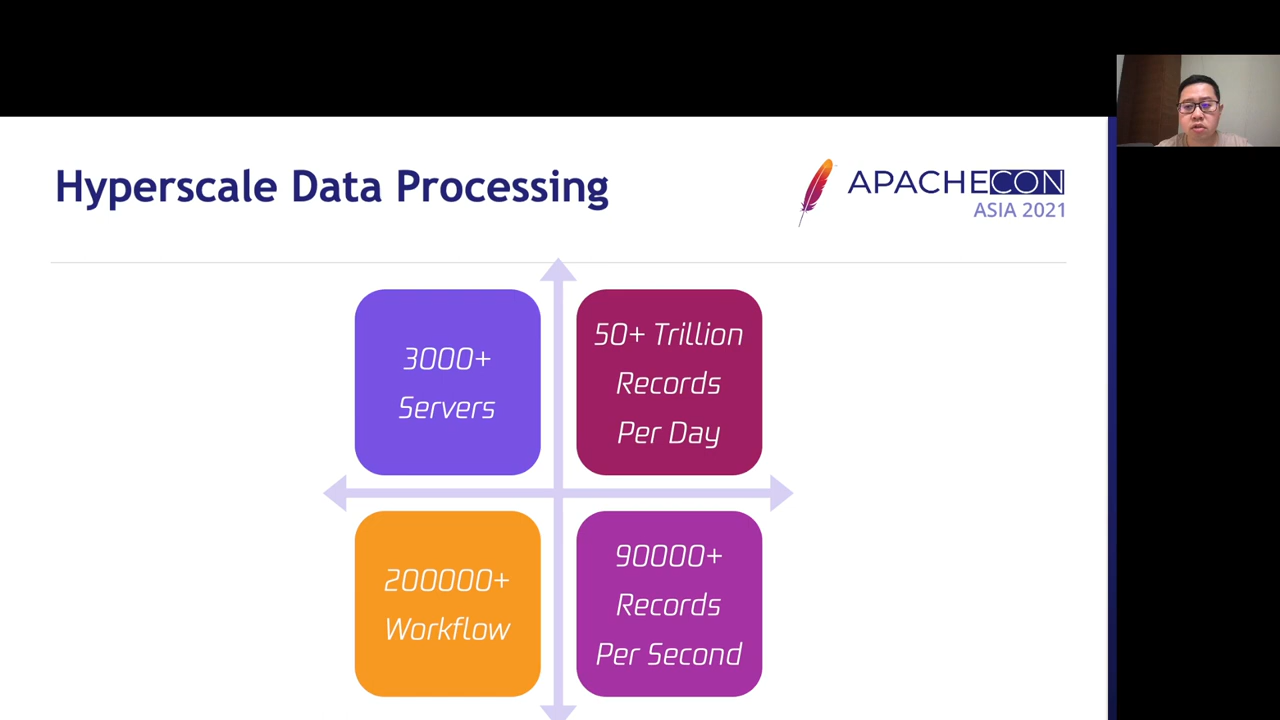 Hyperscale Data Processing
APACHECON
ASIA 2021
3000+
Servers
50+ Trillion
Records
Per Day
200000+
Workflow
90000+
Records
Per Second